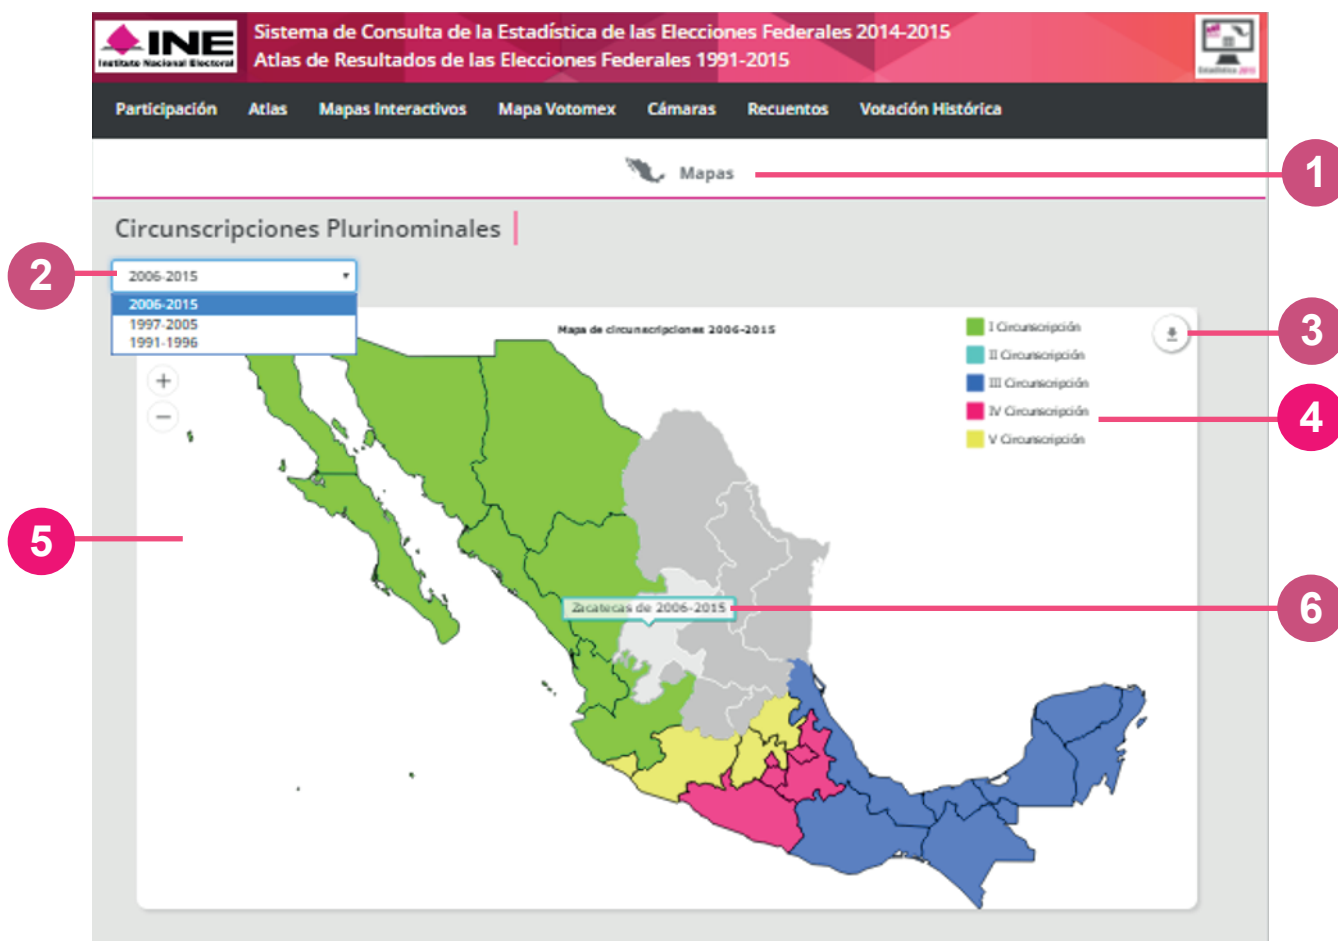 INE
Instituto Nacional Electoral
Sistema de Consulta de la Estadística de las Elecciones Federales 2014-2015
Atlas de Resultados de las Elecciones Federales 1991-2015
Estadística 2015
Participación Atlas Mapas Interactivos Mapa Votomex Cámaras Recuentos Votación Histórica
Mapas
1
Circunscripciones Plurinominales
2
2006-2015
2006-2015
1997-2005
1991-1996
Mapa de circunscripciones 2006-2015
I Circunscripción
II Circunscripción
III Circunscripción
IV Circunscripción
V Circunscripción
3
4
+
−
5
Zacatecas de 2006-2015
6